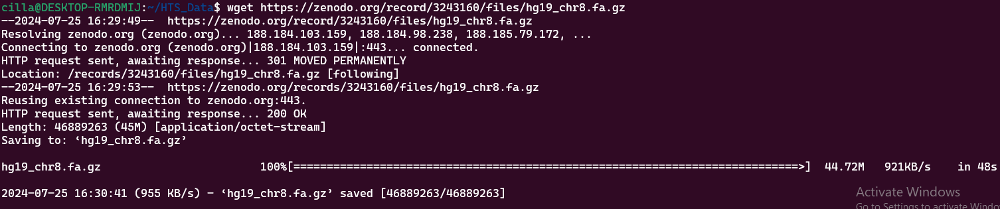 cilla@DESKTOP-RMRDMIJ:~/HTS_Data$ wget https://zenodo.org/record/3243160/files/hg19_chr8.fa.gz
--2024-07-25 16:29:49--  https://zenodo.org/record/3243160/files/hg19_chr8.fa.gz
Resolving zenodo.org (zenodo.org)... 188.184.103.159, 188.184.98.238, 188.185.79.172, ...
Connecting to zenodo.org (zenodo.org)|188.184.103.159|:443... connected.
HTTP request sent, awaiting response... 301 MOVED PERMANENTLY
Location: /records/3243160/files/hg19_chr8.fa.gz [following]
--2024-07-25 16:29:53--  https://zenodo.org/records/3243160/files/hg19_chr8.fa.gz
Reusing existing connection to zenodo.org:443.
HTTP request sent, awaiting response... 200 OK
Length: 46889263 (45M) [application/octet-stream]
Saving to: ‘hg19_chr8.fa.gz’
hg19_chr8.fa.gz                        100%[============================================================================>]  44.72M   921KB/s    in 48s
2024-07-25 16:30:41 (955 KB/s) - ‘hg19_chr8.fa.gz’ saved [46889263/46889263]
Activate Windows
Go to Settings to activate Windo